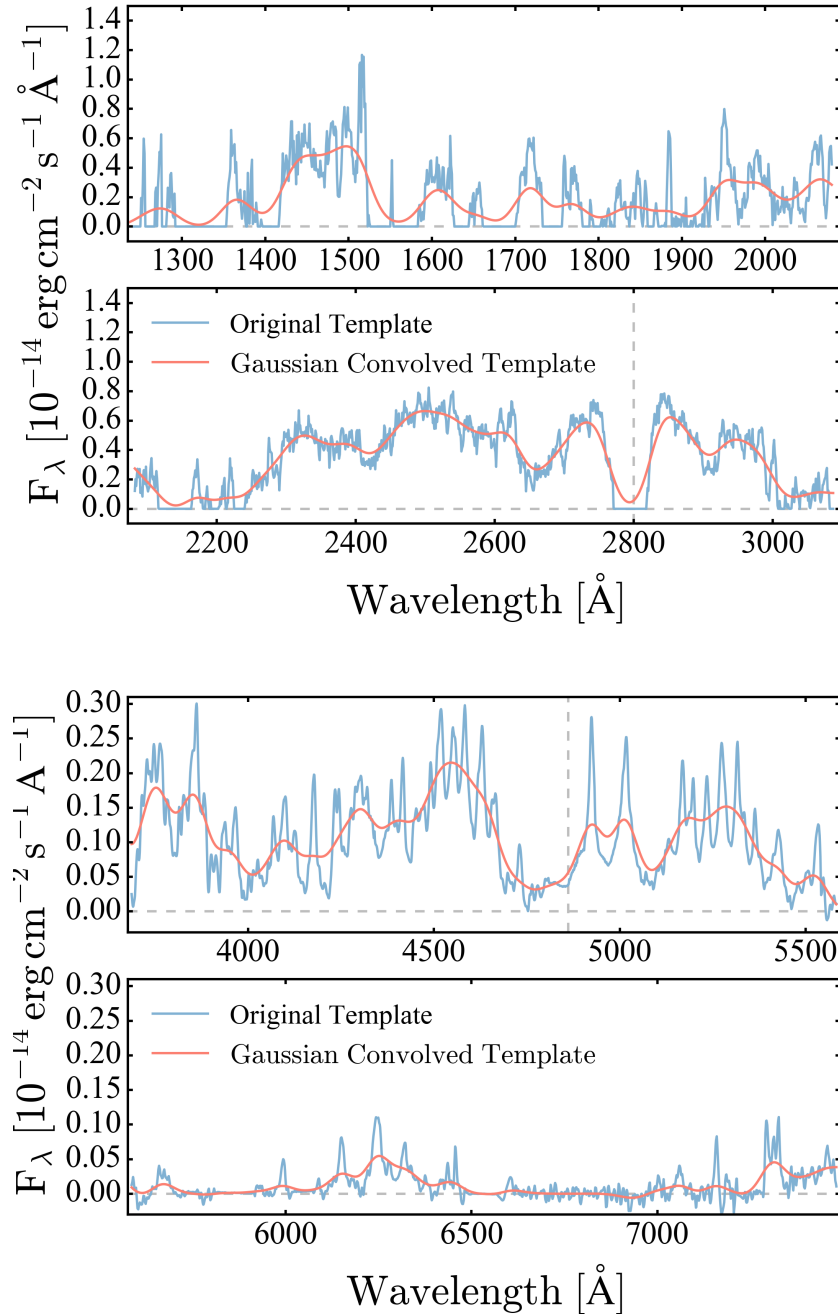 F_λ [10⁻¹⁴ erg cm⁻² s⁻¹ Å⁻¹]
1.4
1.2
1.0
0.8
0.6
0.4
0.2
0.0
1300 1400 1500 1600 1700 1800 1900 2000
1.4
1.2
1.0
0.8
0.6
0.4
0.2
0.0
Original Template
Gaussian Convolved Template
2200 2400 2600 2800 3000
Wavelength [Å]
F_λ [10⁻¹⁴ erg cm⁻² s⁻¹ A⁻¹]
0.30
0.25
0.20
0.15
0.10
0.05
0.00
4000 4500 5000 5500
0.30
0.25
0.20
0.15
0.10
0.05
0.00
Original Template
Gaussian Convolved Template
6000 6500 7000
Wavelength [Å]